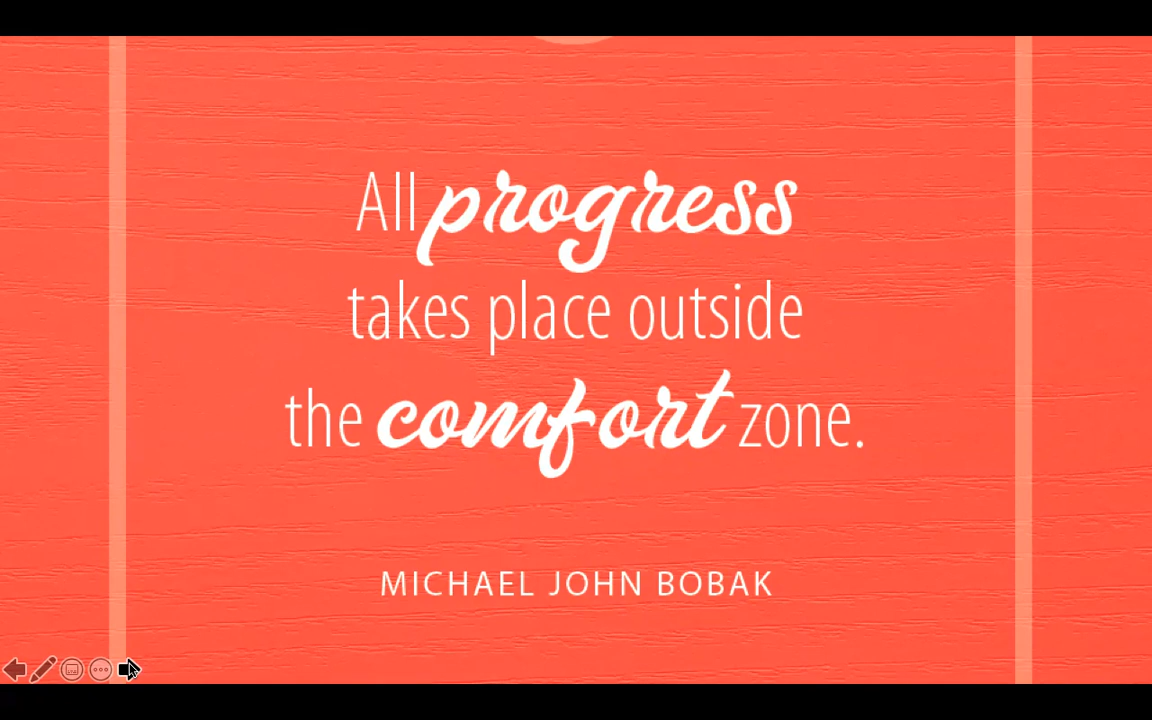 All progress
takes place outside
the comfort zone.
MICHAEL JOHN BOBAK